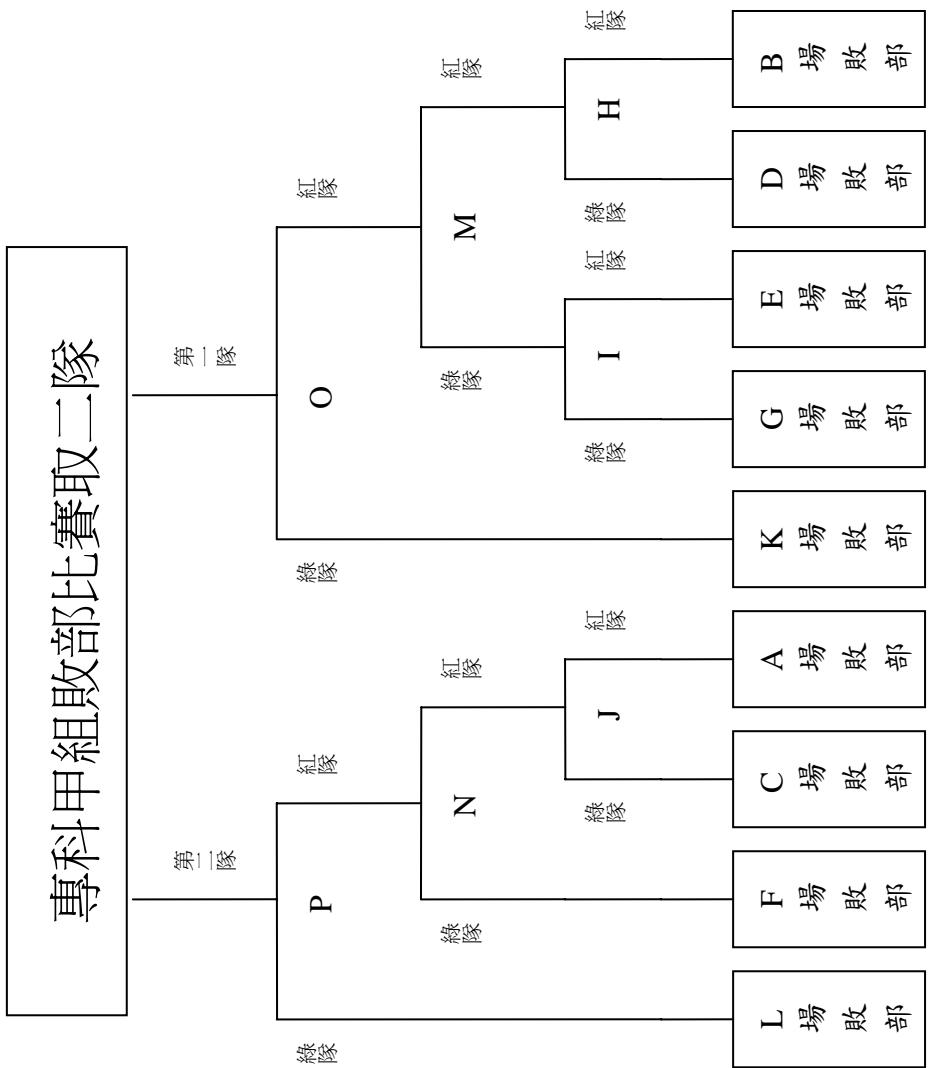 專科甲組敗部比賽取二隊
第二隊
第一隊
綠隊
P
紅隊
綠隊
O
紅隊
綠隊
N
紅隊
綠隊
M
紅隊
綠隊
J
紅隊
綠隊
I
紅隊
綠隊
H
紅隊
L場敗部
F場敗部
C場敗部
A場敗部
K場敗部
G場敗部
E場敗部
D場敗部
B場敗部